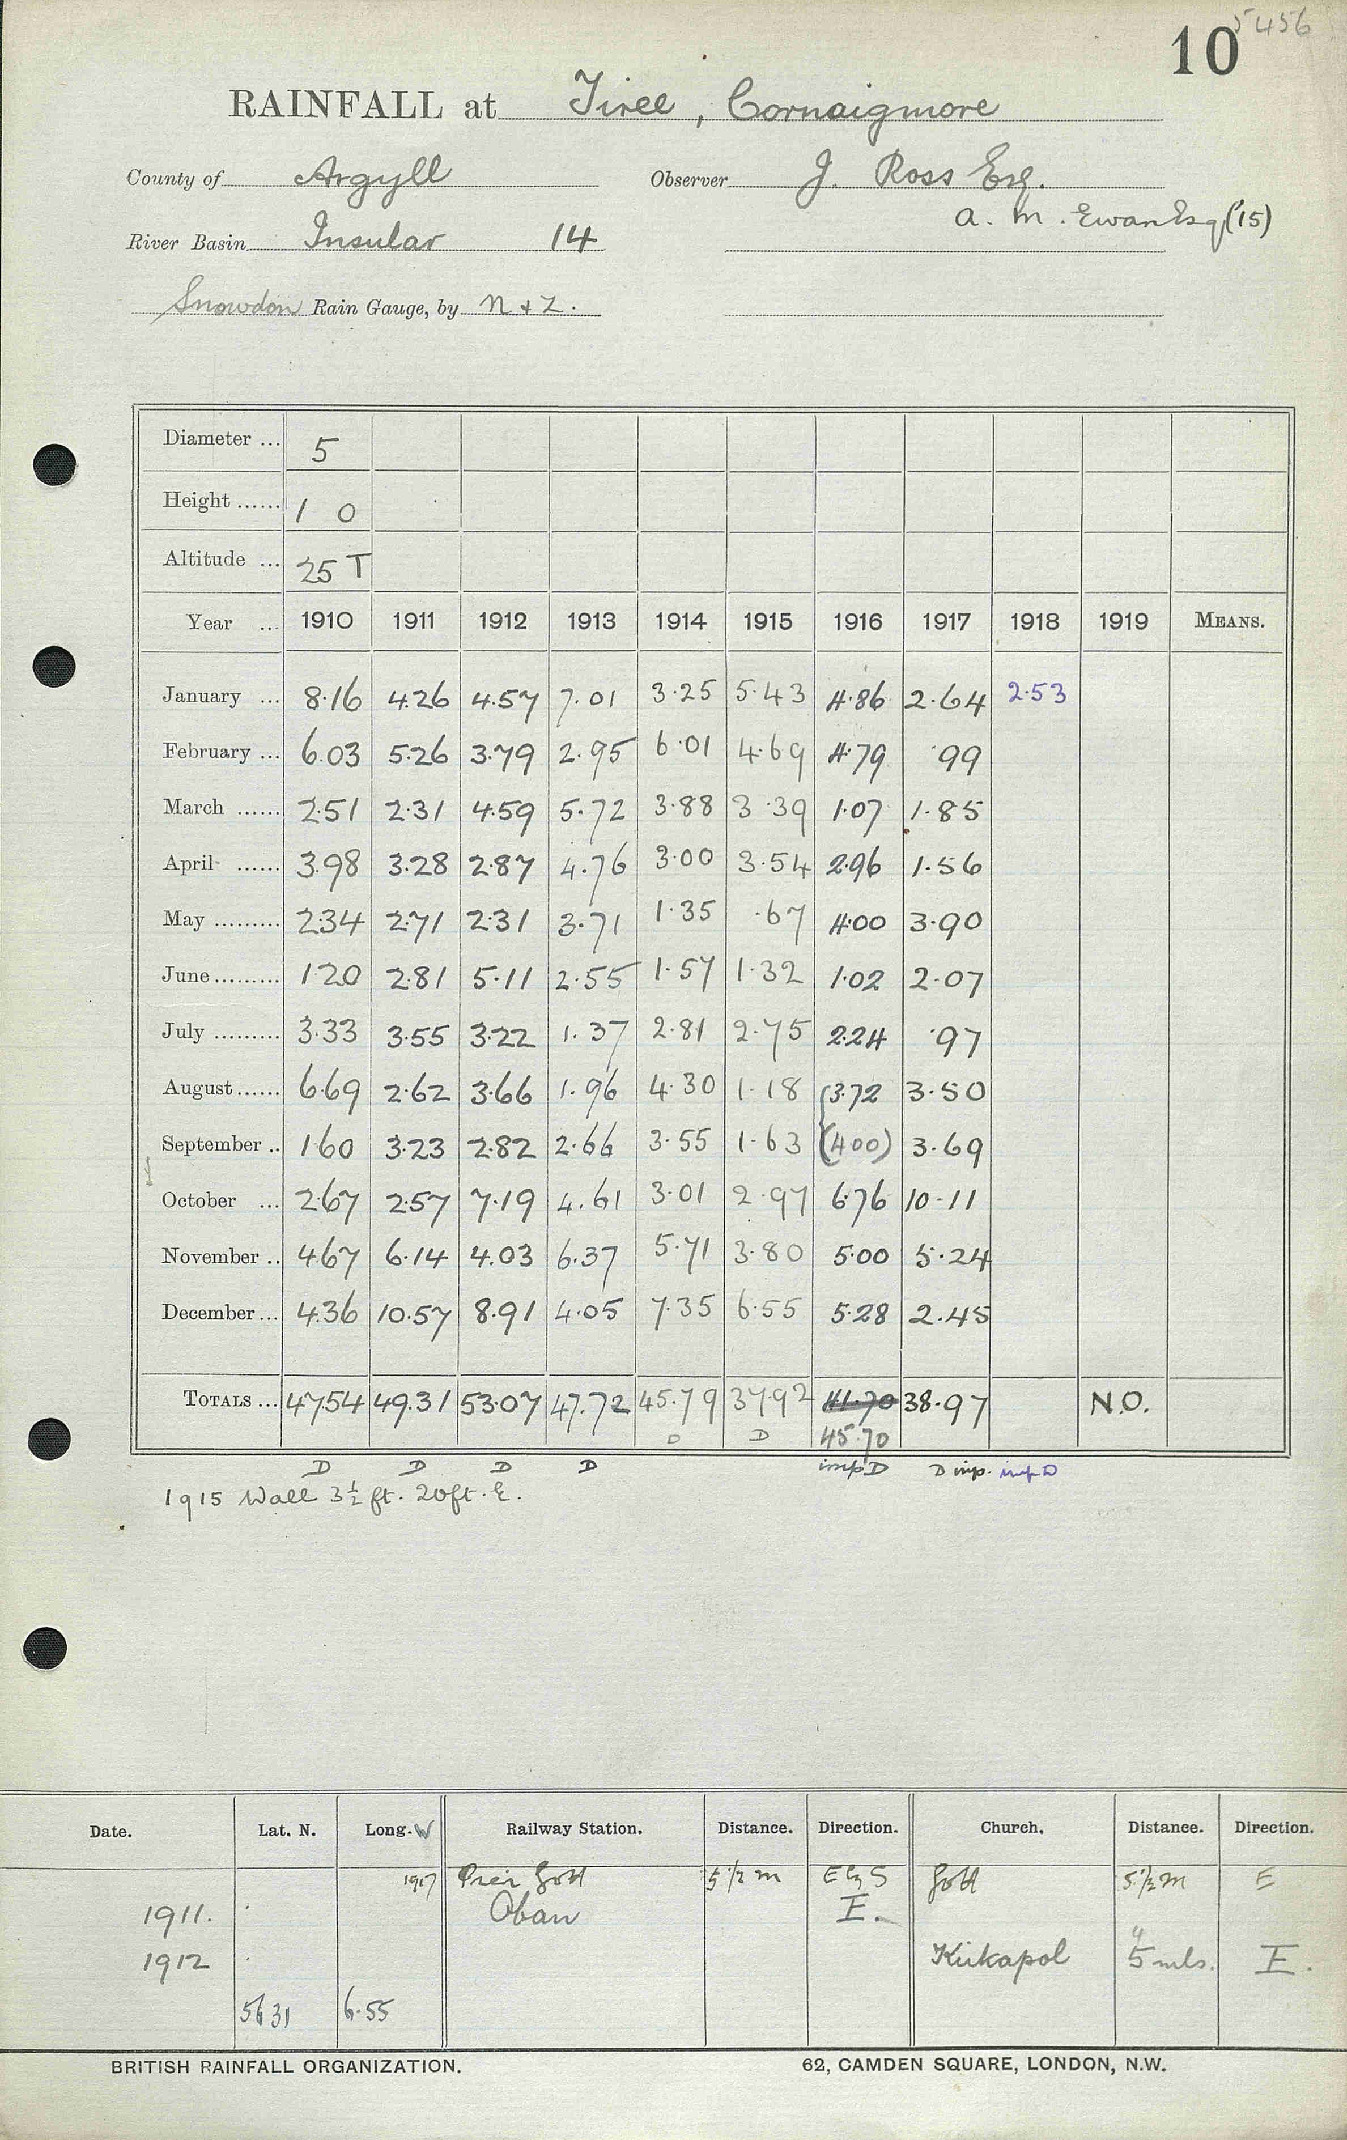 5456
10
RAINFALL at Tiree, Cornaigmore
County of Argyll Observer J. Ross Esq.
A. M. Ewan Esq ('15)
River Basin Insular 14
Snowdon Rain Gauge, by N & Z.
Diameter ... 5
Height ...... 1 0
Altitude ... 25 T
Year ... 1910 1911 1912 1913 1914 1915 1916 1917 1918 1919 MEANS.
January ... 8.16 4.26 4.57 7.01 3.25 5.43 4.86 2.64 2.53
February ... 6.03 5.26 3.79 2.95 6.01 4.69 4.79 .99
March ...... 2.51 2.31 4.59 5.72 3.88 3.39 1.07 1.85
April ...... 3.98 3.28 2.87 4.76 3.00 3.54 2.96 1.56
May ......... 2.34 2.71 2.31 3.71 1.35 .67 4.00 3.90
June ......... 1.20 2.81 5.11 2.55 1.57 1.32 1.02 2.07
July ......... 3.33 3.55 3.22 1.37 2.81 2.75 2.24 .97
August ...... 6.69 2.62 3.66 1.96 4.30 1.18 {3.72 3.50
September .. 1.60 3.23 2.82 2.66 3.55 1.63 (4.00) 3.69
October ... 2.67 2.57 7.19 4.61 3.01 2.97 6.76 10.11
November .. 4.67 6.14 4.03 6.37 5.71 3.80 5.00 5.24
December ... 4.36 10.57 8.91 4.05 7.35 6.55 5.28 2.45
TOTALS ... 47.54 49.31 53.07 47.72 45.79 37.92 41.70 38.97 N.O.
D D 45.70
D D D D imp D D imp. imp D
1915 Wall 3½ ft. 20ft. E.
Date. Lat. N. Long. W Railway Station. Distance. Direction. Church. Distance. Direction.
1917 Pier Gott 5½ m E by S Gott 5½ m E
1911. Oban E.
1912 Kirkapol 5 mls. E.
56 31 6.55
BRITISH RAINFALL ORGANIZATION. 62, CAMDEN SQUARE, LONDON, N.W.